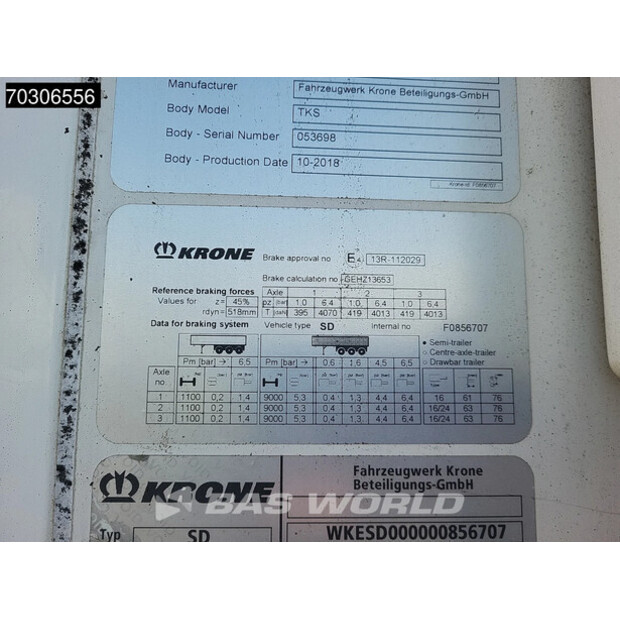 70306556
Manufacturer Fahrzeugwerk Krone Beteiligungs-GmbH
Body Model TKS
Body - Serial Number 053698
Body - Production Date 10-2018
KRONE Brake approval no E 13R-112029
Brake calculation no GEHZ13653
Reference braking forces Axle 1 2 3
Values for z= 45% pz [bar] 1,0 6,4 1,0 6,4 1,0 6,4
rdyn= 518mm T [daN] 395 4070 419 4013 419 4013
Data for braking system Vehicle type SD Internal no F0856707
Semi-trailer
Centre-axle-trailer
Drawbar trailer
Pm [bar] → 6,5 Pm [bar] → 0,6 1,6 4,5 6,5
Axle no
1 1100 0,2 1,4 9000 5,3 0,4 1,3 4,4 6,4 16 61 76
2 1100 0,2 1,4 9000 5,3 0,4 1,3 4,4 6,4 16/24 63 76
3 1100 0,2 1,4 9000 5,3 0,4 1,3 4,4 6,4 16/24 63 76
KRONE Fahrzeugwerk Krone
Beteiligungs-GmbH
BAS WORLD
Typ SD WKESD000000856707